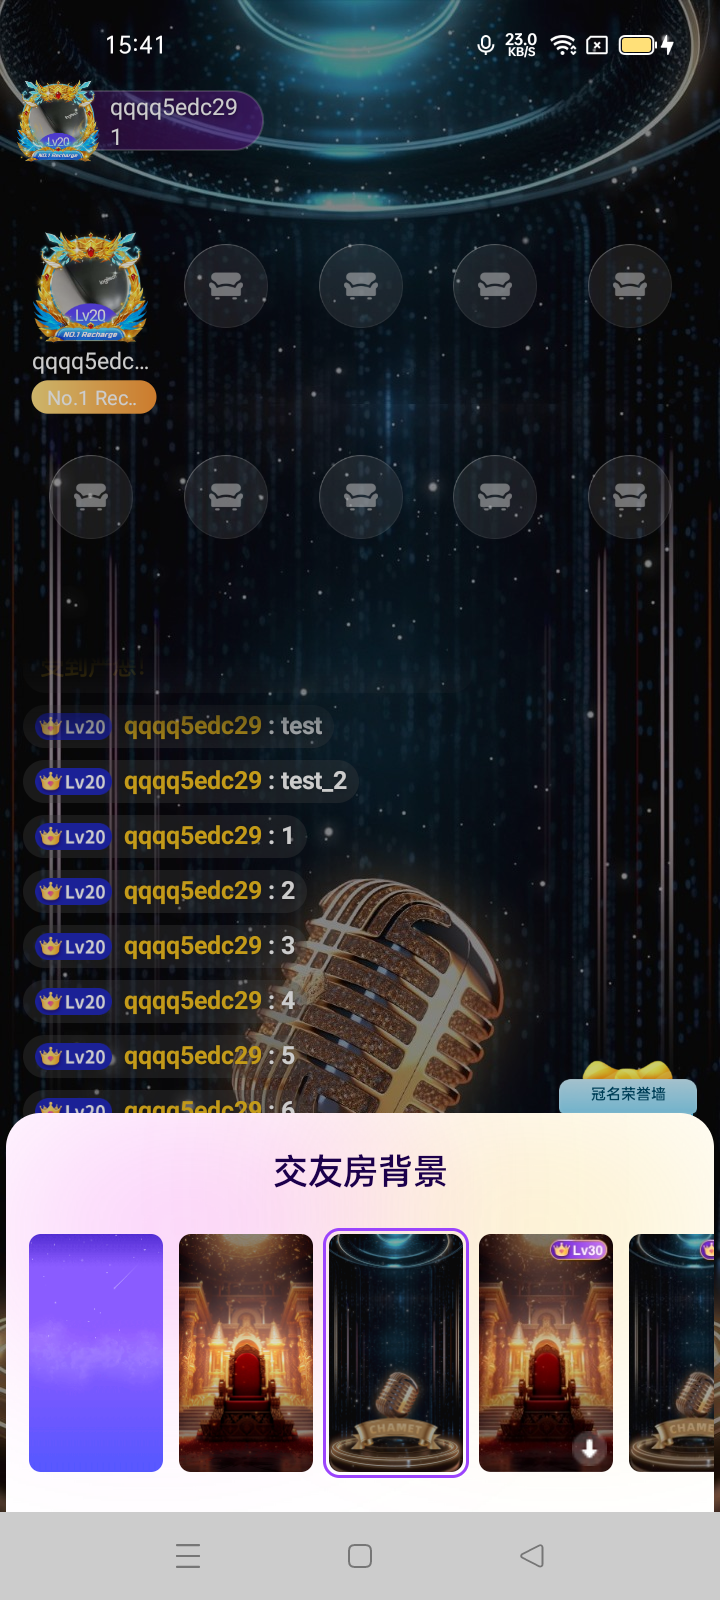 15:41
23.0
KB/S
qqqq5edc29
1
Lv20
NO.1 Recharge
Lv20
NO.1 Recharge
qqqq5edc...
No.1 Rec..
Lv20 qqqq5edc29 : test
Lv20 qqqq5edc29 : test_2
Lv20 qqqq5edc29 : 1
Lv20 qqqq5edc29 : 2
Lv20 qqqq5edc29 : 3
Lv20 qqqq5edc29 : 4
Lv20 qqqq5edc29 : 5
Lv20 qqqq5edc29 : 6
冠名荣誉墙
交友房背景
Lv30
CHAMET
CHAME